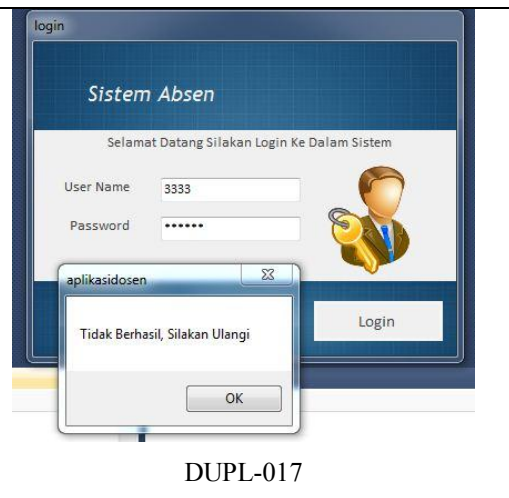 login
Sistem Absen
Selamat Datang Silakan Login Ke Dalam Sistem
User Name 3333
Password ••••••
aplikasidosen
Tidak Berhasil, Silakan Ulangi
Login
OK
DUPL-017